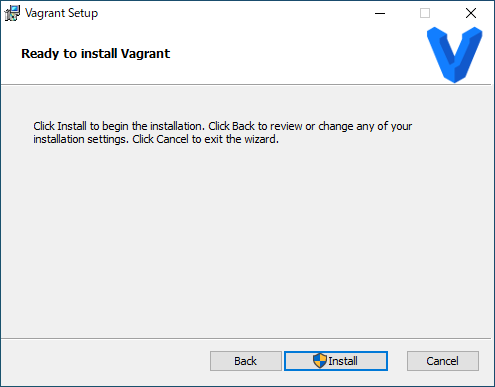 Vagrant Setup
Ready to install Vagrant
Click Install to begin the installation. Click Back to review or change any of your
installation settings. Click Cancel to exit the wizard.
Back
Install
Cancel